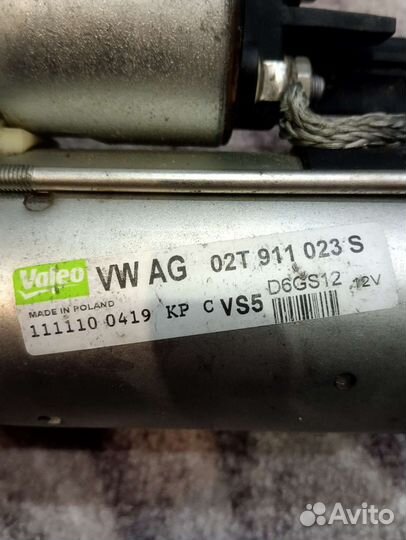 Valeo VW AG 02T 911 023 S
D6GS12 12V
MADE IN POLAND
111110 0419 KP C VS5
Avito